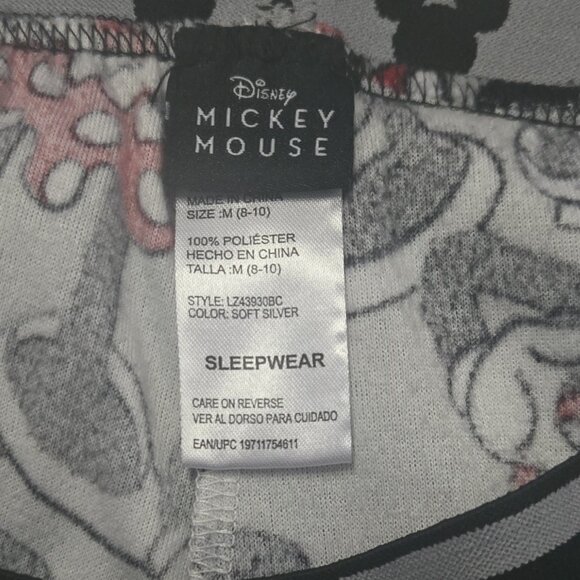 Disney
MICKEY
MOUSE
MADE IN CHINA
SIZE :M (8-10)
100% POLIÉSTER
HECHO EN CHINA
TALLA :M (8-10)
STYLE: LZ43930BC
COLOR: SOFT SILVER
SLEEPWEAR
CARE ON REVERSE
VER AL DORSO PARA CUIDADO
EAN/UPC 19711754611